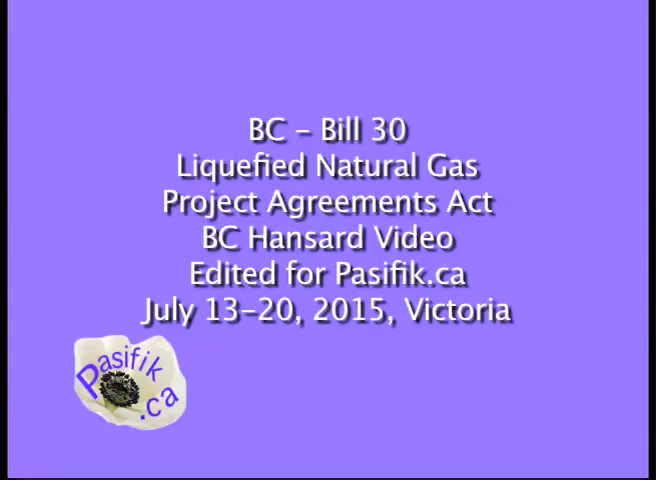 BC - Bill 30
Liquefied Natural Gas
Project Agreements Act
BC Hansard Video
Edited for Pasifik.ca
July 13-20, 2015, Victoria
Pasifik
.ca